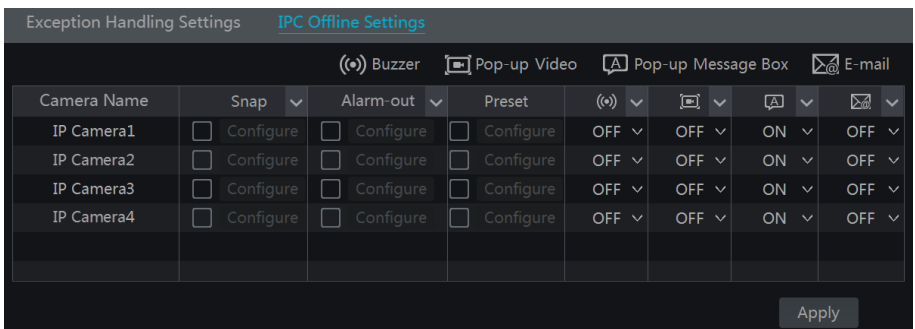 Exception Handling Settings IPC Offline Settings
Buzzer Pop-up Video Pop-up Message Box E-mail
Camera Name Snap Alarm-out Preset
IP Camera1 Configure Configure Configure OFF OFF ON OFF
IP Camera2 Configure Configure Configure OFF OFF ON OFF
IP Camera3 Configure Configure Configure OFF OFF ON OFF
IP Camera4 Configure Configure Configure OFF OFF ON OFF
Apply